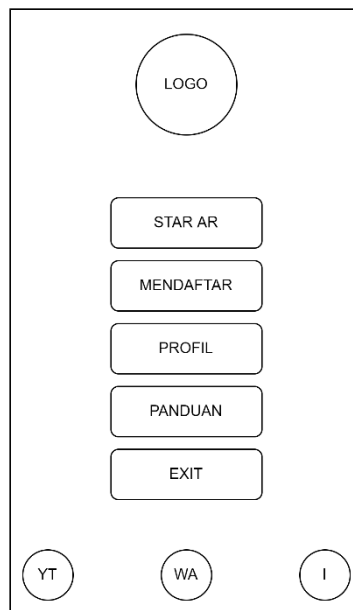 LOGO
STAR AR
MENDAFTAR
PROFIL
PANDUAN
EXIT
YT WA I